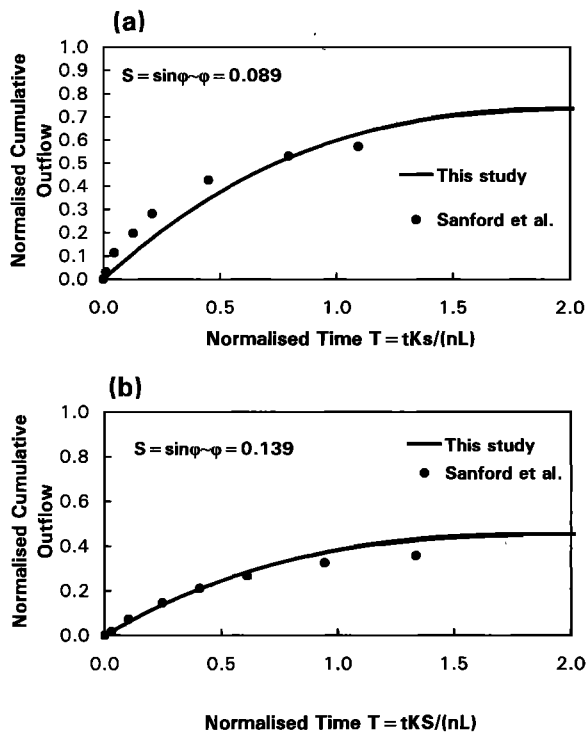 (a)
Normalised Cumulative
Outflow
1.0
0.9
0.8
0.7
0.6
0.5
0.4
0.3
0.2
0.1
0.0
S = sinφ~φ = 0.089
This study
Sanford et al.
0.0 0.5 1.0 1.5 2.0
Normalised Time T = tKs/(nL)
(b)
Normalised Cumulative
Outflow
1.0
0.8
0.6
0.4
0.2
0.0
S = sinφ~φ = 0.139
This study
Sanford et al.
0.0 0.5 1.0 1.5 2.0
Normalised Time T = tKS/(nL)